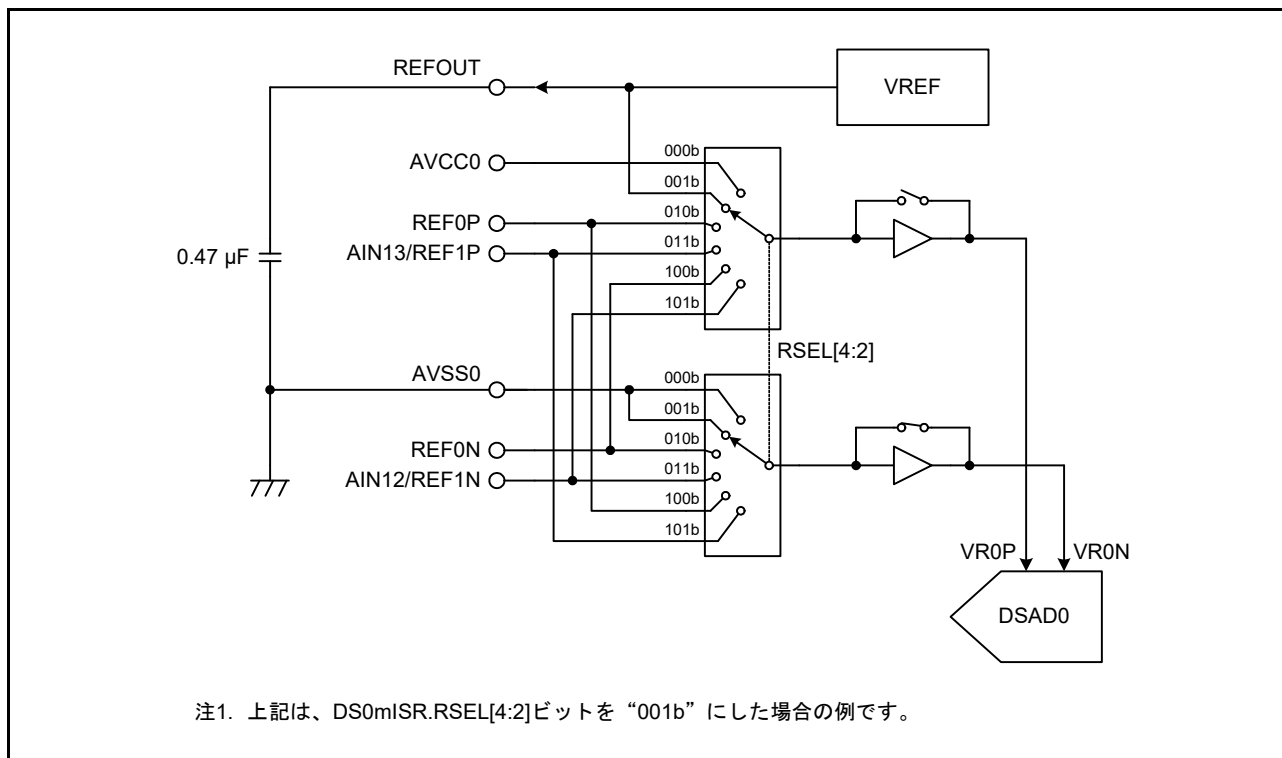 REFOUT
VREF
AVCC0
000b
001b
REF0P
010b
AIN13/REF1P
011b
0.47 µF
100b
101b
RSEL[4:2]
AVSS0
000b
001b
REF0N
010b
AIN12/REF1N
011b
100b
101b
VR0P
VR0N
DSAD0
注1. 上記は、DS0mISR.RSEL[4:2]ビットを“001b”にした場合の例です。